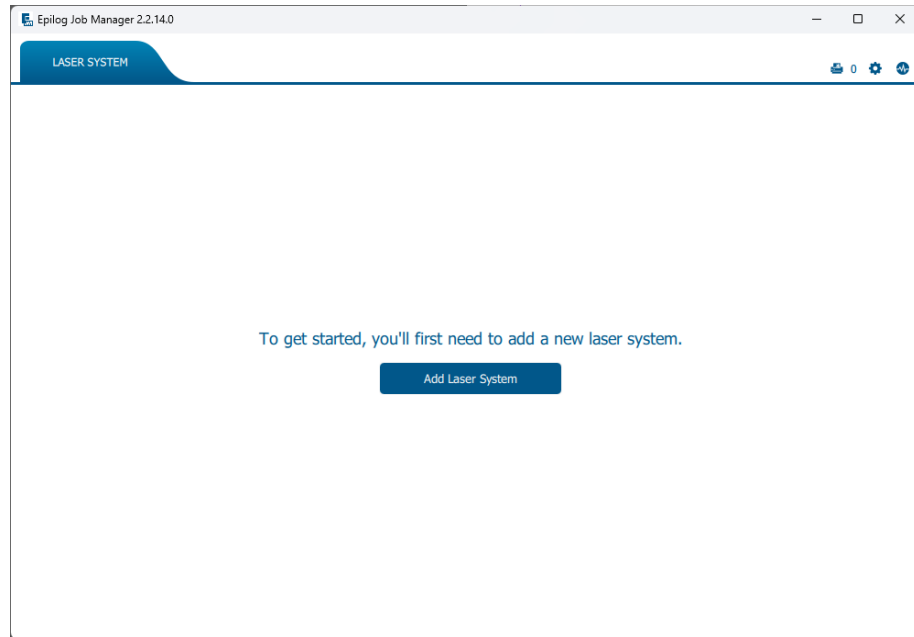 Epilog Job Manager 2.2.14.0
LASER SYSTEM
0
To get started, you'll first need to add a new laser system.
Add Laser System